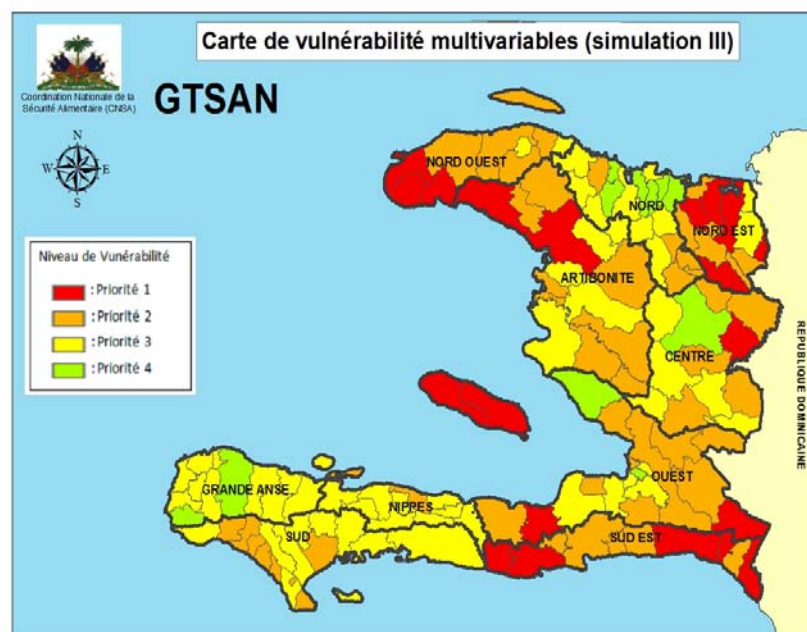 Carte de vulnérabilité multivariables (simulation III)
Coordination Nationale de la
Sécurité Alimentaire (CNSA)
GTSAN
N
W
E
S
Niveau de Vunérabilité
: Priorité 1
: Priorité 2
: Priorité 3
: Priorité 4
NORD OUEST
NORD
NORD EST
ARTIBONITE
CENTRE
REPUBLIQUE DOMINICAINE
OUEST
GRANDE ANSE
NIPPES
SUD
SUD EST